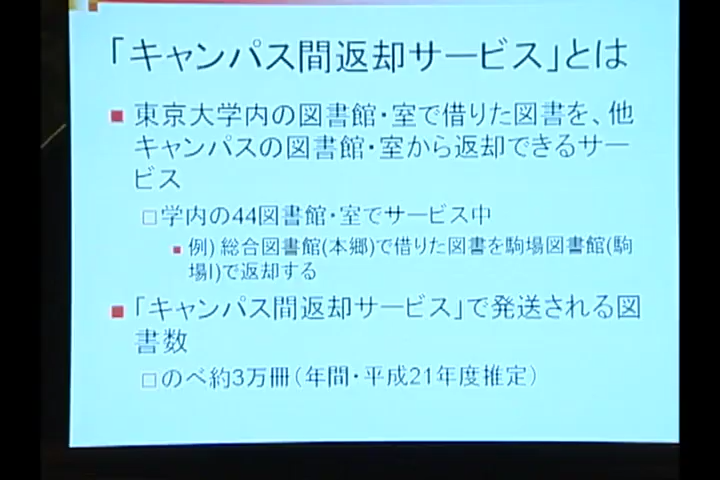 「キャンパス間返却サービス」とは
■ 東京大学内の図書館・室で借りた図書を、他
キャンパスの図書館・室から返却できるサー
ビス
□学内の44図書館・室でサービス中
■ 例) 総合図書館(本郷)で借りた図書を駒場図書館(駒
場I)で返却する
■ 「キャンパス間返却サービス」で発送される図
書数
□のべ約3万冊（年間・平成21年度推定）